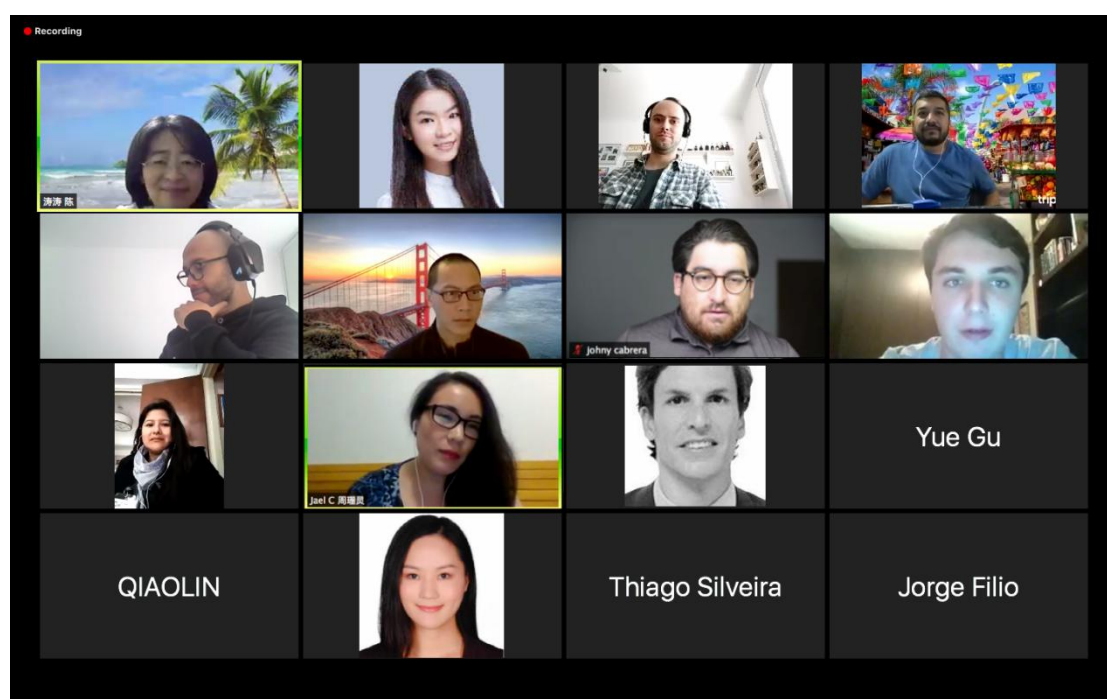 Recording
涛涛 陈
trip
johny cabrera
Jael C 周珊灵
Yue Gu
QIAOLIN
Thiago Silveira
Jorge Filio